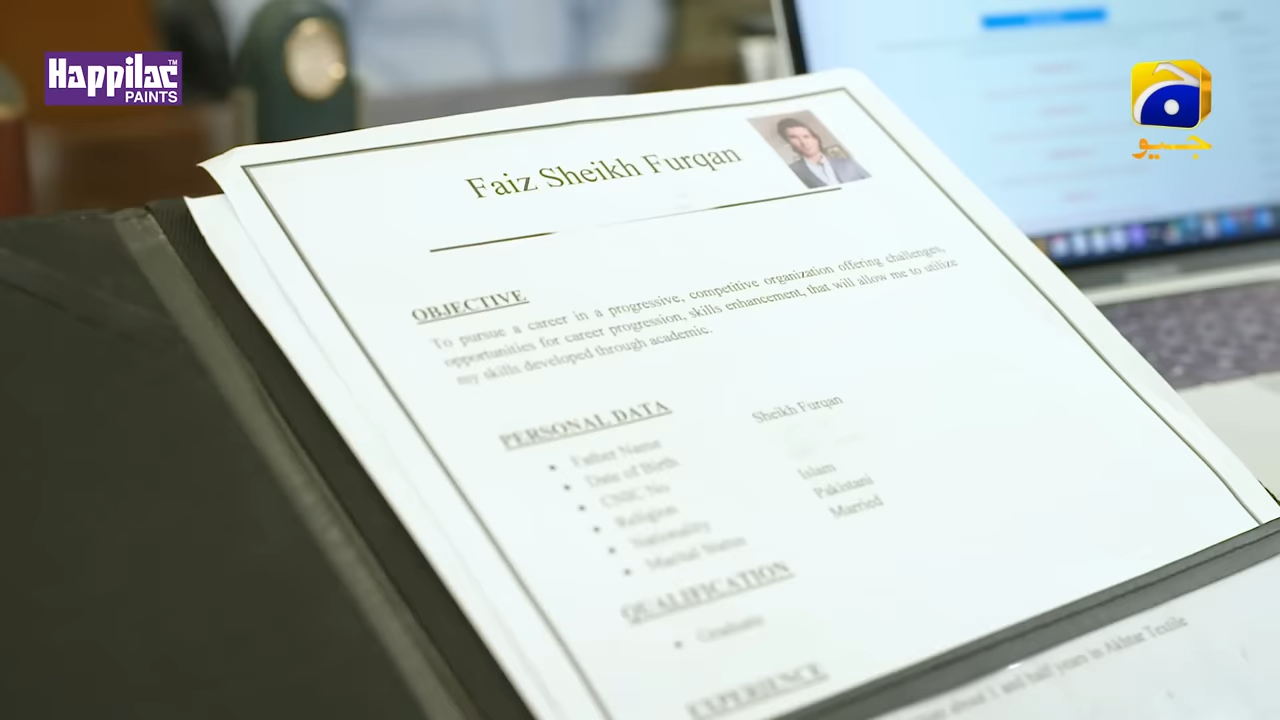 Happilac™
PAINTS
جیو
Faiz Sheikh Furqan
OBJECTIVE
To pursue a career in a progressive, competitive organization offering challenges,
opportunities for career progression, skills enhancement, that will allow me to utilize
my skills developed through academic.
PERSONAL DATA
Father Name Sheikh Furqan
Date of Birth
CNIC No
Religion Islam
Nationality Pakistani
Marital Status Married
QUALIFICATION
Graduate
EXPERIENCE
about 1 and half years in Akhtar Textile